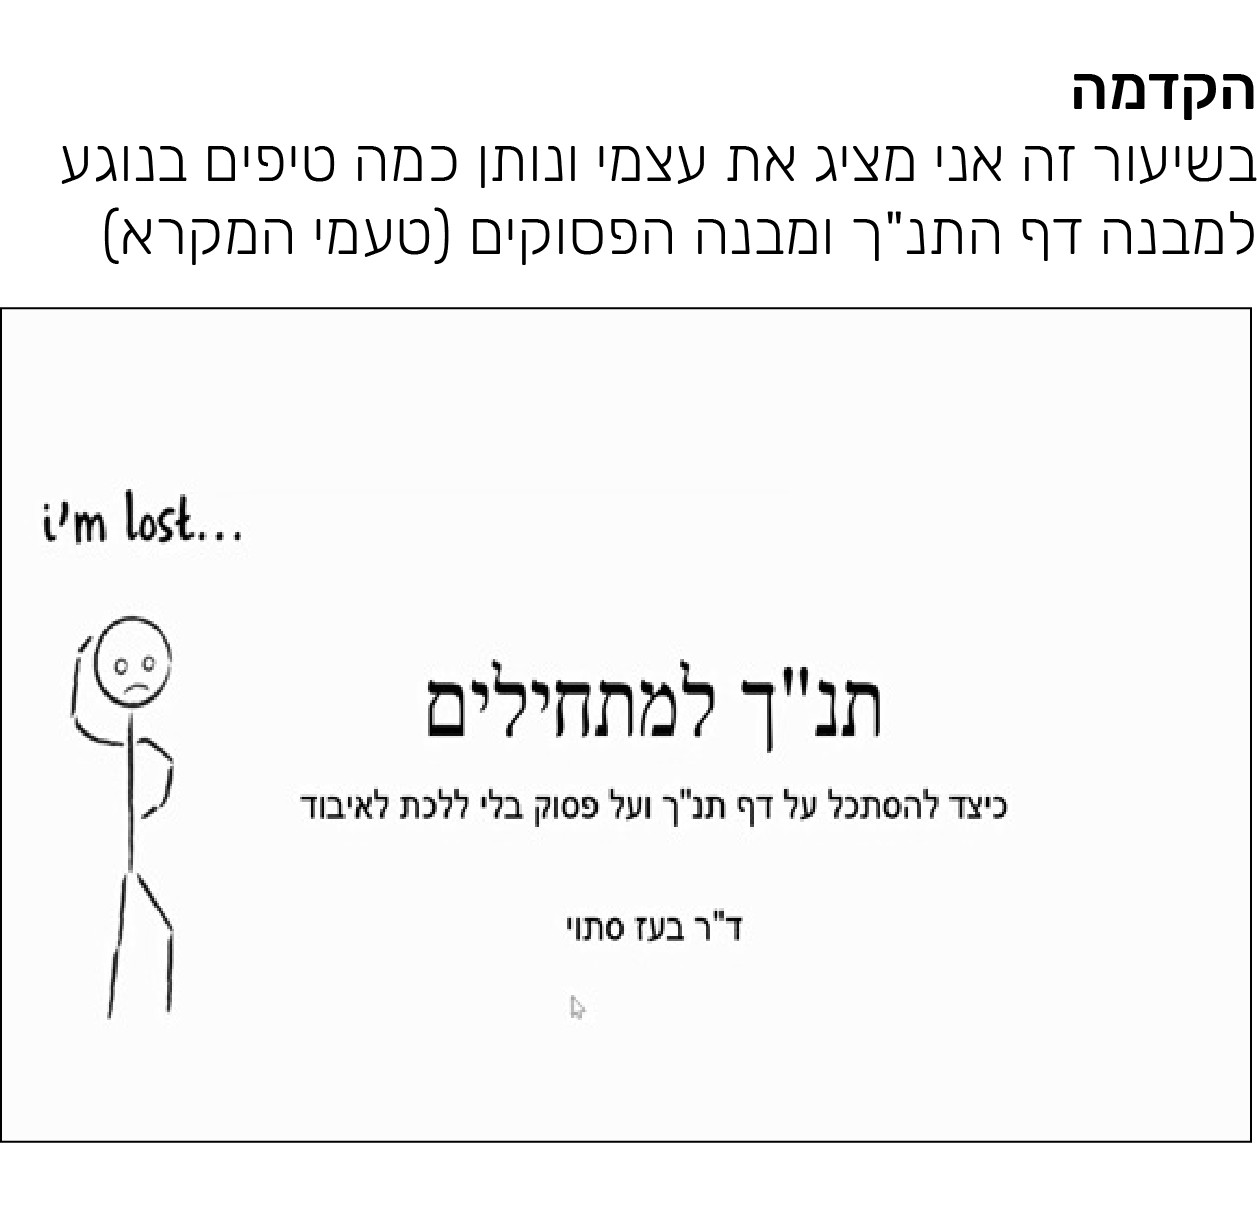 הקדמה
בשיעור זה אני מציג את עצמי ונותן כמה טיפים בנוגע
למבנה דף התנ"ך ומבנה הפסוקים (טעמי המקרא)
i'm lost...
תנ"ך למתחילים
כיצד להסתכל על דף תנ"ך ועל פסוק בלי ללכת לאיבוד
ד"ר בעז סתוי